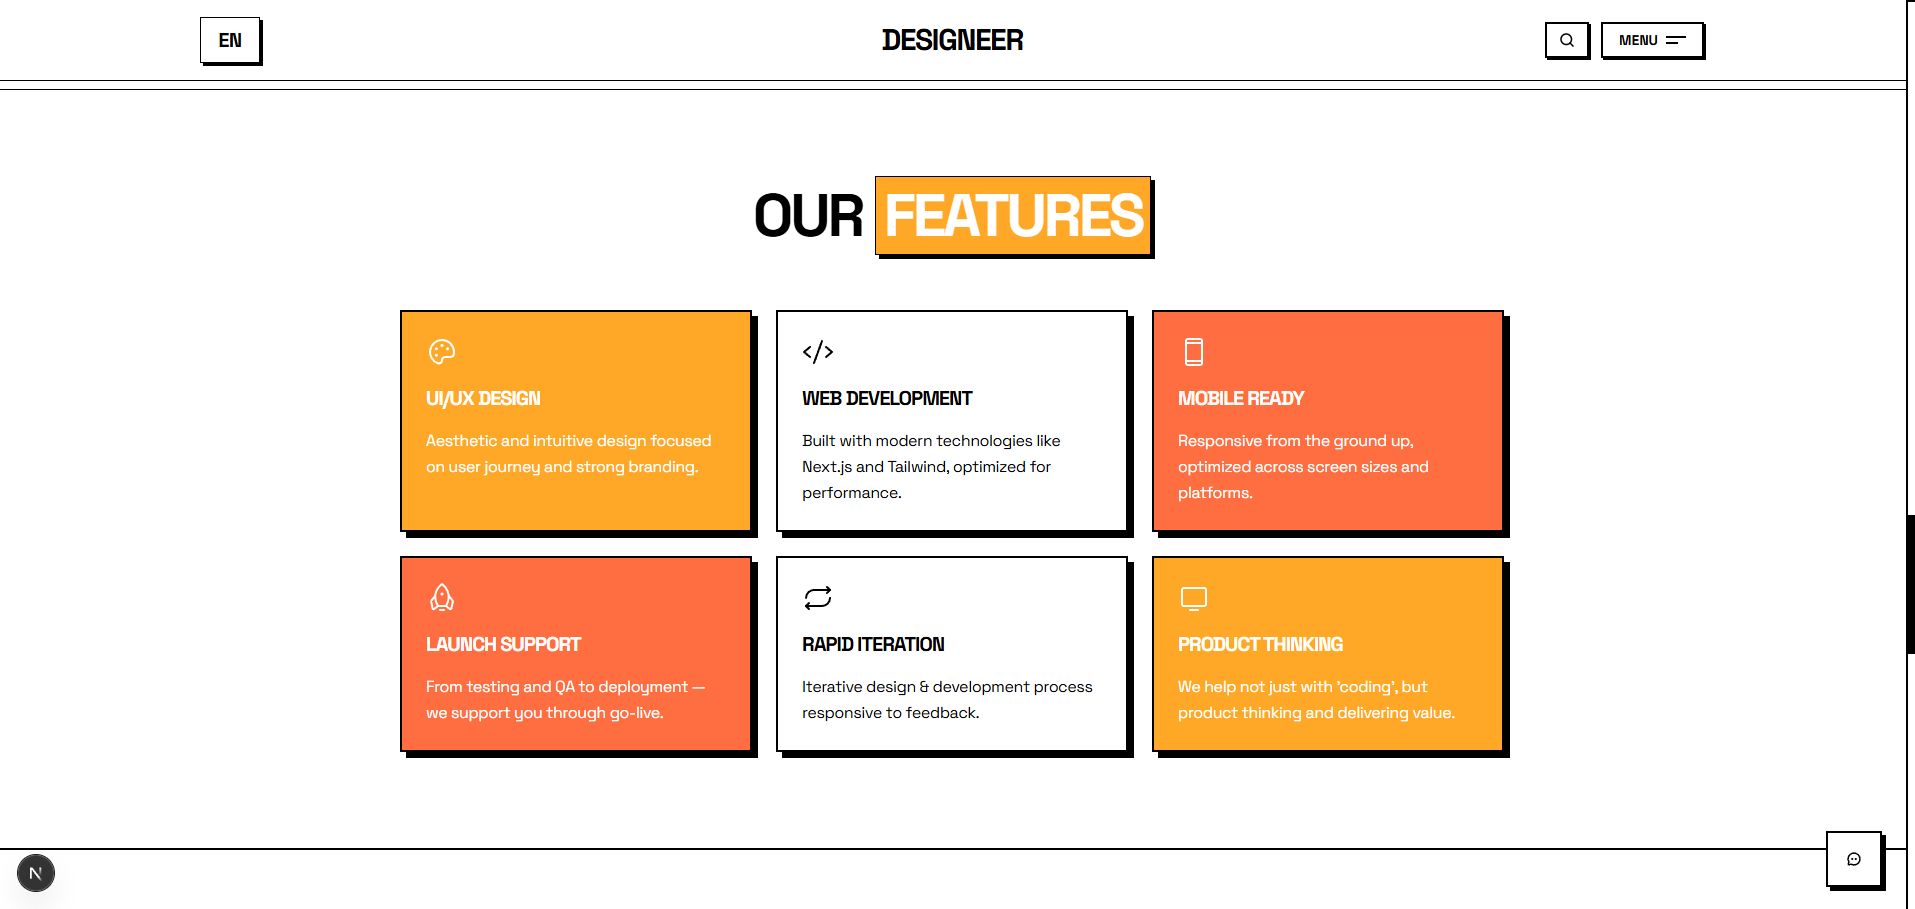 EN
DESIGNEER
MENU
OUR FEATURES
UI/UX DESIGN
Aesthetic and intuitive design focused
on user journey and strong branding.
WEB DEVELOPMENT
Built with modern technologies like
Next.js and Tailwind, optimized for
performance.
MOBILE READY
Responsive from the ground up,
optimized across screen sizes and
platforms.
LAUNCH SUPPORT
From testing and QA to deployment —
we support you through go-live.
RAPID ITERATION
Iterative design & development process
responsive to feedback.
PRODUCT THINKING
We help not just with 'coding', but
product thinking and delivering value.
N